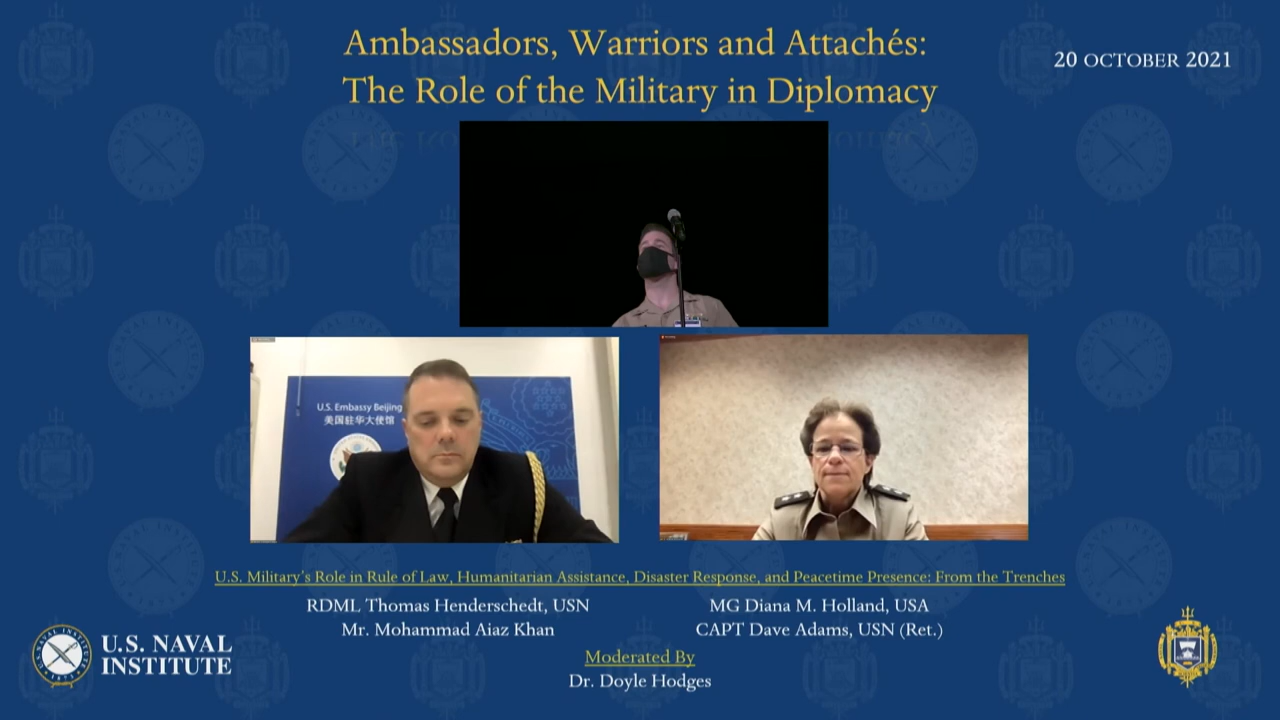 Ambassadors, Warriors and Attachés:
The Role of the Military in Diplomacy
20 OCTOBER 2021
U.S. Embassy Beijing
美国驻华大使馆
U.S. Military's Role in Rule of Law, Humanitarian Assistance, Disaster Response, and Peacetime Presence: From the Trenches
RDML Thomas Henderschedt, USN
MG Diana M. Holland, USA
Mr. Mohammad Aiaz Khan
CAPT Dave Adams, USN (Ret.)
Moderated By
Dr. Doyle Hodges
U.S. NAVAL
INSTITUTE